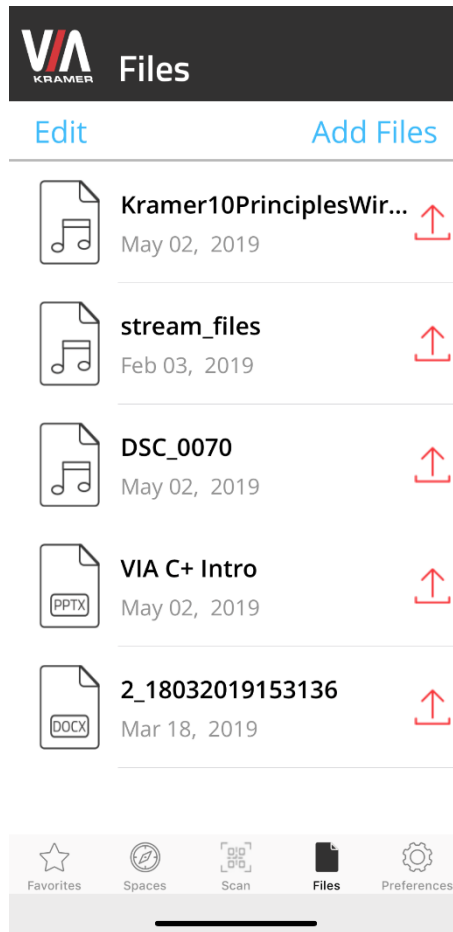 VIA
KRAMER
Files
Edit
Add Files
Kramer10PrinciplesWir...
May 02, 2019
stream_files
Feb 03, 2019
DSC_0070
May 02, 2019
VIA C+ Intro
PPTX
May 02, 2019
2_18032019153136
DOCX
Mar 18, 2019
Favorites
Spaces
Scan
Files
Preferences